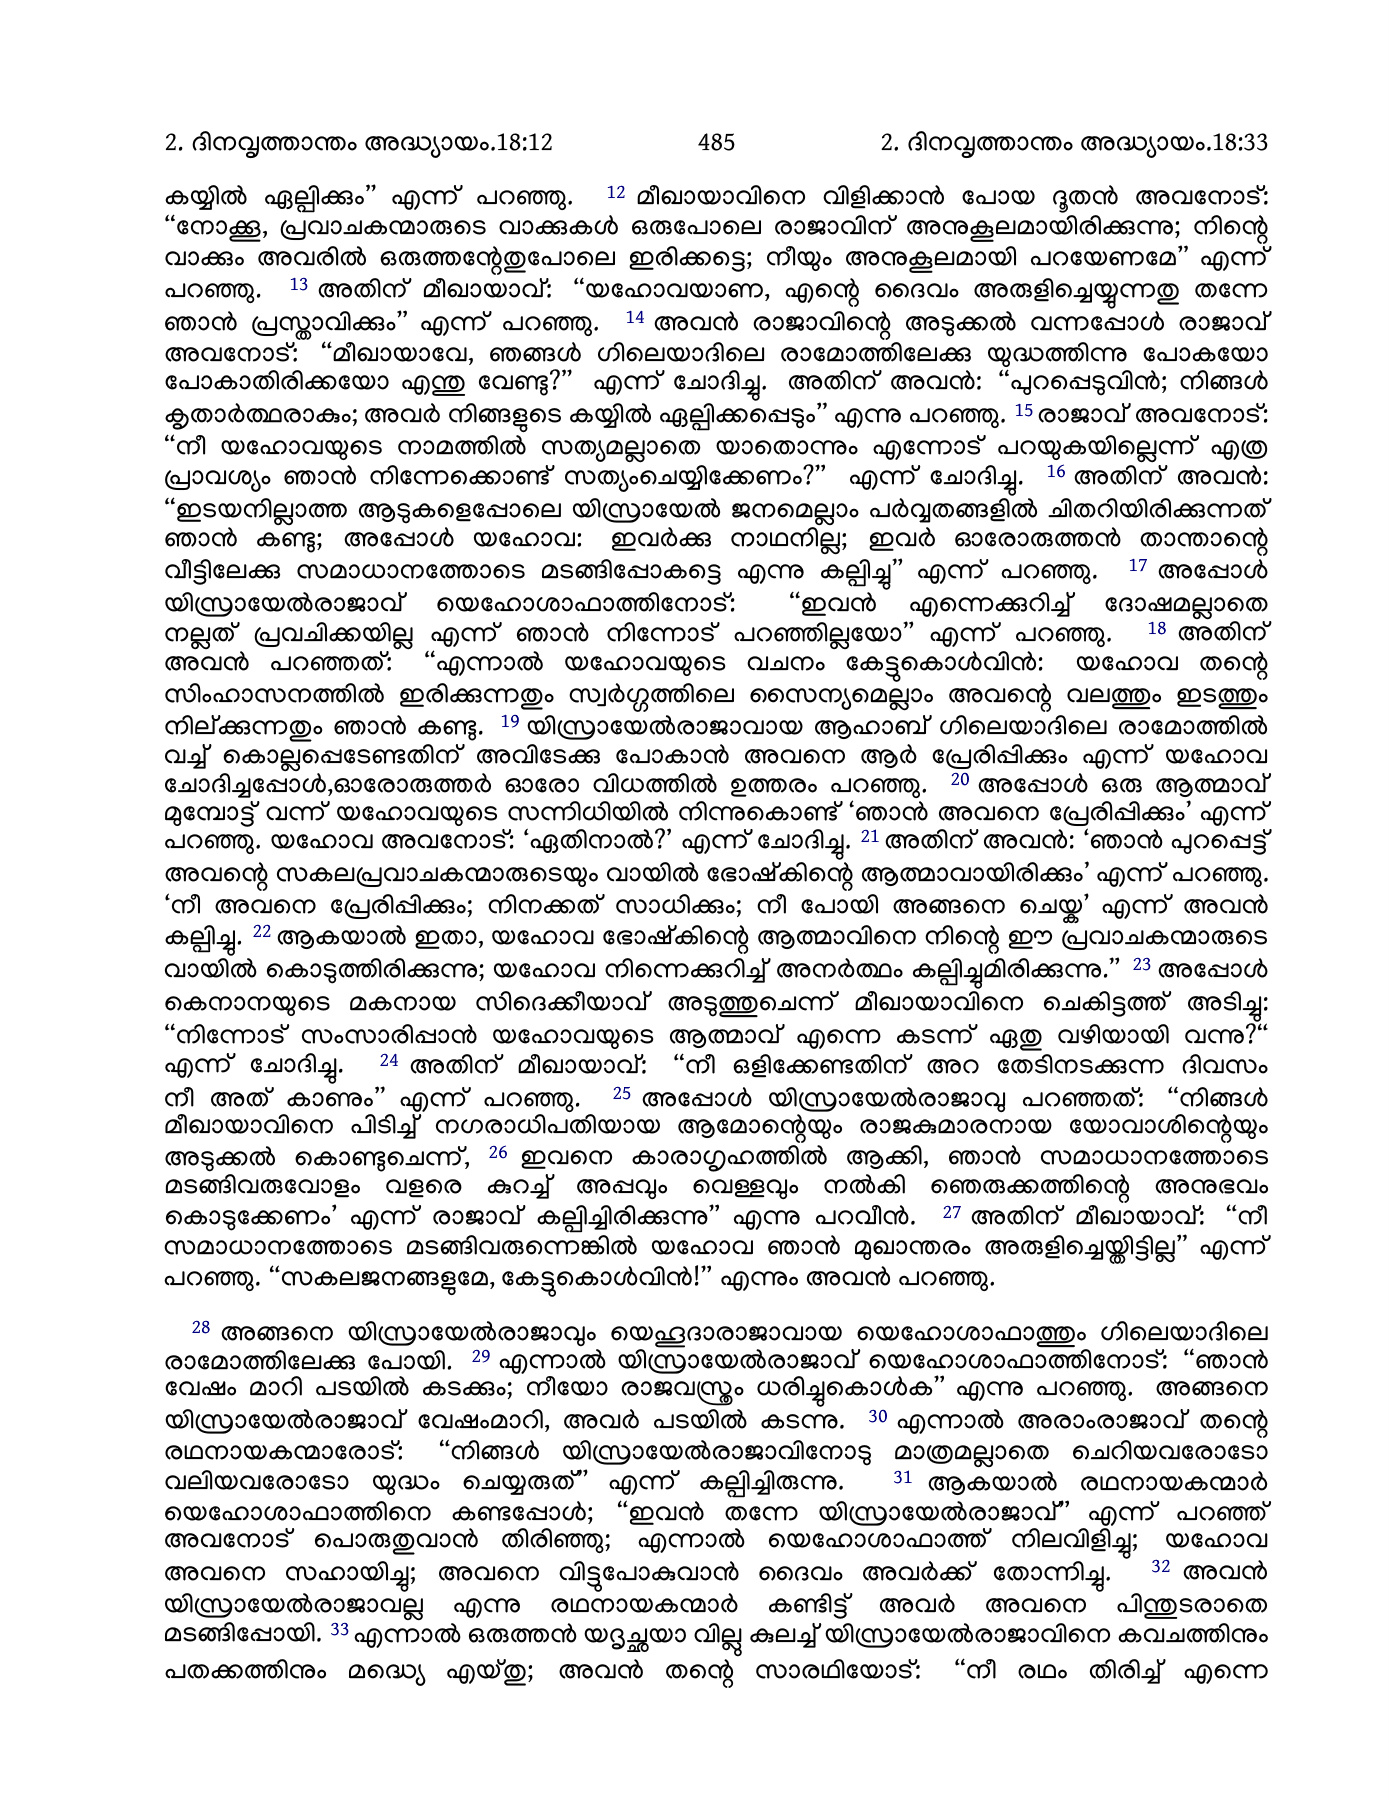 2. ദിനവൃത്താന്തം അദ്ധ്യായം.18:12 485 2. ദിനവൃത്താന്തം അദ്ധ്യായം.18:33
കയ്യിൽ ഏല്പിക്കും” എന്ന് പറഞ്ഞു. 12 മീഖായാവിനെ വിളിക്കാൻ പോയ ദൂതൻ അവനോട്:
“നോക്കൂ, പ്രവാചകന്മാരുടെ വാക്കുകൾ ഒരുപോലെ രാജാവിന് അനുകൂലമായിരിക്കുന്നു; നിന്റെ
വാക്കും അവരിൽ ഒരുത്തന്റേതുപോലെ ഇരിക്കട്ടെ; നീയും അനുകൂലമായി പറയേണമേ” എന്ന്
പറഞ്ഞു. 13 അതിന് മീഖായാവ്: “യഹോവയാണ, എന്റെ ദൈവം അരുളിച്ചെയ്യുന്നതു തന്നേ
ഞാൻ പ്രസ്താവിക്കും” എന്ന് പറഞ്ഞു. 14 അവൻ രാജാവിന്റെ അടുക്കൽ വന്നപ്പോൾ രാജാവ്
അവനോട്: “മീഖായാവേ, ഞങ്ങൾ ഗിലെയാദിലെ രാമോത്തിലേക്കു യുദ്ധത്തിന്നു പോകയോ
പോകാതിരിക്കയോ എന്തു വേണ്ടു?” എന്ന് ചോദിച്ചു. അതിന് അവൻ: “പുറപ്പെടുവിൻ; നിങ്ങൾ
കൃതാർത്ഥരാകും; അവർ നിങ്ങളുടെ കയ്യിൽ ഏല്പിക്കപ്പെടും” എന്നു പറഞ്ഞു. 15 രാജാവ് അവനോട്:
“നീ യഹോവയുടെ നാമത്തിൽ സത്യമല്ലാതെ യാതൊന്നും എന്നോട് പറയുകയില്ലെന്ന് എത്ര
പ്രാവശ്യം ഞാൻ നിന്നേക്കൊണ്ട് സത്യംചെയ്യിക്കേണം?” എന്ന് ചോദിച്ചു. 16 അതിന് അവൻ:
“ഇടയനില്ലാത്ത ആടുകളെപ്പോലെ യിസ്രായേൽ ജനമെല്ലാം പർവ്വതങ്ങളിൽ ചിതറിയിരിക്കുന്നത്
ഞാൻ കണ്ടു; അപ്പോൾ യഹോവ: ഇവർക്കു നാഥനില്ല; ഇവർ ഓരോരുത്തൻ താന്താന്റെ
വീട്ടിലേക്കു സമാധാനത്തോടെ മടങ്ങിപ്പോകട്ടെ എന്നു കല്പിച്ചു” എന്ന് പറഞ്ഞു. 17 അപ്പോൾ
യിസ്രായേൽരാജാവ് യെഹോശാഫാത്തിനോട്: “ഇവൻ എന്നെക്കുറിച്ച് ദോഷമല്ലാതെ
നല്ലത് പ്രവചിക്കയില്ല എന്ന് ഞാൻ നിന്നോട് പറഞ്ഞില്ലയോ” എന്ന് പറഞ്ഞു. 18 അതിന്
അവൻ പറഞ്ഞത്: “എന്നാൽ യഹോവയുടെ വചനം കേട്ടുകൊൾവിൻ: യഹോവ തന്റെ
സിംഹാസനത്തിൽ ഇരിക്കുന്നതും സ്വർഗ്ഗത്തിലെ സൈന്യമെല്ലാം അവന്റെ വലത്തും ഇടത്തും
നില്ക്കുന്നതും ഞാൻ കണ്ടു. 19 യിസ്രായേൽരാജാവായ ആഹാബ് ഗിലെയാദിലെ രാമോത്തിൽ
വച്ച് കൊല്ലപ്പെടേണ്ടതിന് അവിടേക്കു പോകാൻ അവനെ ആർ പ്രേരിപ്പിക്കും എന്ന് യഹോവ
ചോദിച്ചപ്പോൾ,ഓരോരുത്തർ ഓരോ വിധത്തിൽ ഉത്തരം പറഞ്ഞു. 20 അപ്പോൾ ഒരു ആത്മാവ്
മുമ്പോട്ട് വന്ന് യഹോവയുടെ സന്നിധിയിൽ നിന്നുകൊണ്ട് ‘ഞാൻ അവനെ പ്രേരിപ്പിക്കും’ എന്ന്
പറഞ്ഞു. യഹോവ അവനോട്: ‘ഏതിനാൽ?’ എന്ന് ചോദിച്ചു. 21 അതിന് അവൻ: ‘ഞാൻ പുറപ്പെട്ട്
അവന്റെ സകലപ്രവാചകന്മാരുടെയും വായിൽ ഭോഷ്കിന്റെ ആത്മാവായിരിക്കും’ എന്ന് പറഞ്ഞു.
‘നീ അവനെ പ്രേരിപ്പിക്കും; നിനക്കത് സാധിക്കും; നീ പോയി അങ്ങനെ ചെയ്ക’ എന്ന് അവൻ
കല്പിച്ചു. 22 ആകയാൽ ഇതാ, യഹോവ ഭോഷ്കിന്റെ ആത്മാവിനെ നിന്റെ ഈ പ്രവാചകന്മാരുടെ
വായിൽ കൊടുത്തിരിക്കുന്നു; യഹോവ നിന്നെക്കുറിച്ച് അനർത്ഥം കല്പിച്ചുമിരിക്കുന്നു.” 23 അപ്പോൾ
കെനാനയുടെ മകനായ സിദെക്കീയാവ് അടുത്തുചെന്ന് മീഖായാവിനെ ചെകിട്ടത്ത് അടിച്ചു:
“നിന്നോട് സംസാരിപ്പാൻ യഹോവയുടെ ആത്മാവ് എന്നെ കടന്ന് ഏതു വഴിയായി വന്നു?“
എന്ന് ചോദിച്ചു. 24 അതിന് മീഖായാവ്: “നീ ഒളിക്കേണ്ടതിന് അറ തേടിനടക്കുന്ന ദിവസം
നീ അത് കാണും” എന്ന് പറഞ്ഞു. 25 അപ്പോൾ യിസ്രായേൽരാജാവു പറഞ്ഞത്: “നിങ്ങൾ
മീഖായാവിനെ പിടിച്ച് നഗരാധിപതിയായ ആമോന്റെയും രാജകുമാരനായ യോവാശിന്റെയും
അടുക്കൽ കൊണ്ടുചെന്ന്, 26 ഇവനെ കാരാഗൃഹത്തിൽ ആക്കി, ഞാൻ സമാധാനത്തോടെ
മടങ്ങിവരുവോളം വളരെ കുറച്ച് അപ്പവും വെള്ളവും നൽകി ഞെരുക്കത്തിന്റെ അനുഭവം
കൊടുക്കേണം’ എന്ന് രാജാവ് കല്പിച്ചിരിക്കുന്നു” എന്നു പറവീൻ. 27 അതിന് മീഖായാവ്: “നീ
സമാധാനത്തോടെ മടങ്ങിവരുന്നെങ്കിൽ യഹോവ ഞാൻ മുഖാന്തരം അരുളിച്ചെയ്തിട്ടില്ല” എന്ന്
പറഞ്ഞു. “സകലജനങ്ങളുമേ, കേട്ടുകൊൾവിൻ!” എന്നും അവൻ പറഞ്ഞു.
28 അങ്ങനെ യിസ്രായേൽരാജാവും യെഹൂദാരാജാവായ യെഹോശാഫാത്തും ഗിലെയാദിലെ
രാമോത്തിലേക്കു പോയി. 29 എന്നാൽ യിസ്രായേൽരാജാവ് യെഹോശാഫാത്തിനോട്: “ഞാൻ
വേഷം മാറി പടയിൽ കടക്കും; നീയോ രാജവസ്ത്രം ധരിച്ചുകൊൾക” എന്നു പറഞ്ഞു. അങ്ങനെ
യിസ്രായേൽരാജാവ് വേഷംമാറി, അവർ പടയിൽ കടന്നു. 30 എന്നാൽ അരാംരാജാവ് തന്റെ
രഥനായകന്മാരോട്: “നിങ്ങൾ യിസ്രായേൽരാജാവിനോടു മാത്രമല്ലാതെ ചെറിയവരോടോ
വലിയവരോടോ യുദ്ധം ചെയ്യരുത്” എന്ന് കല്പിച്ചിരുന്നു. 31 ആകയാൽ രഥനായകന്മാർ
യെഹോശാഫാത്തിനെ കണ്ടപ്പോൾ; “ഇവൻ തന്നേ യിസ്രായേൽരാജാവ്” എന്ന് പറഞ്ഞ്
അവനോട് പൊരുതുവാൻ തിരിഞ്ഞു; എന്നാൽ യെഹോശാഫാത്ത് നിലവിളിച്ചു; യഹോവ
അവനെ സഹായിച്ചു; അവനെ വിട്ടുപോകുവാൻ ദൈവം അവർക്ക് തോന്നിച്ചു. 32 അവൻ
യിസ്രായേൽരാജാവല്ല എന്നു രഥനായകന്മാർ കണ്ടിട്ട് അവർ അവനെ പിന്തുടരാതെ
മടങ്ങിപ്പോയി. 33 എന്നാൽ ഒരുത്തൻ യദൃച്ഛയാ വില്ലു കുലച്ച് യിസ്രായേൽരാജാവിനെ കവചത്തിനും
പതക്കത്തിനും മദ്ധ്യെ എയ്തു; അവൻ തന്റെ സാരഥിയോട്: “നീ രഥം തിരിച്ച് എന്നെ